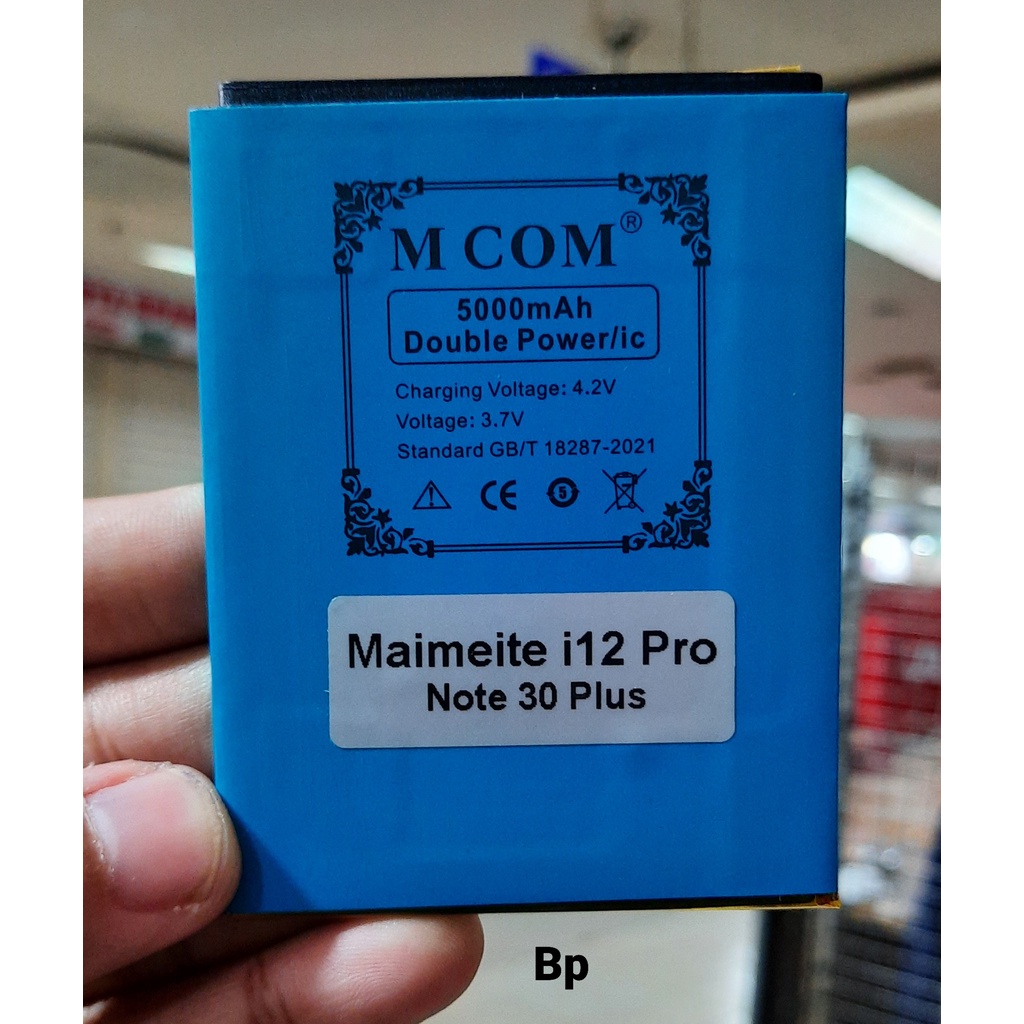 M COM®
5000mAh
Double Power/ic
Charging Voltage: 4.2V
Voltage: 3.7V
Standard GB/T 18287-2021
CE
5
Maimeite i12 Pro
Note 30 Plus
Bp